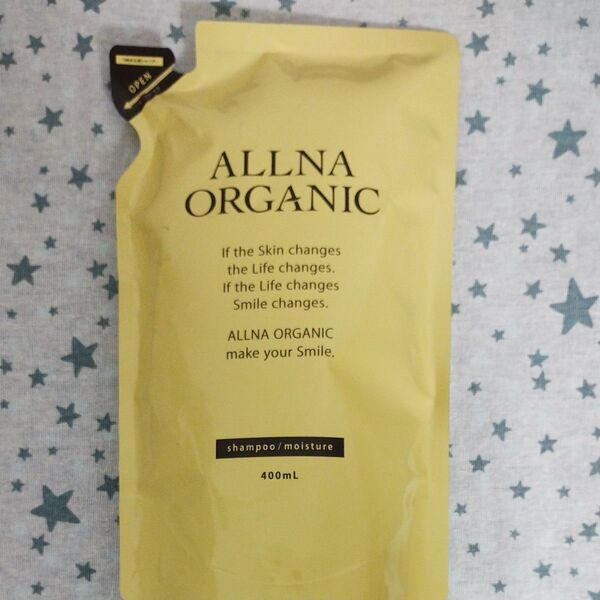 OPEN
ALLNA
ORGANIC
If the Skin changes
the Life changes.
If the Life changes
Smile changes.
ALLNA ORGANIC
make your Smile.
shampoo/moisture
400mL